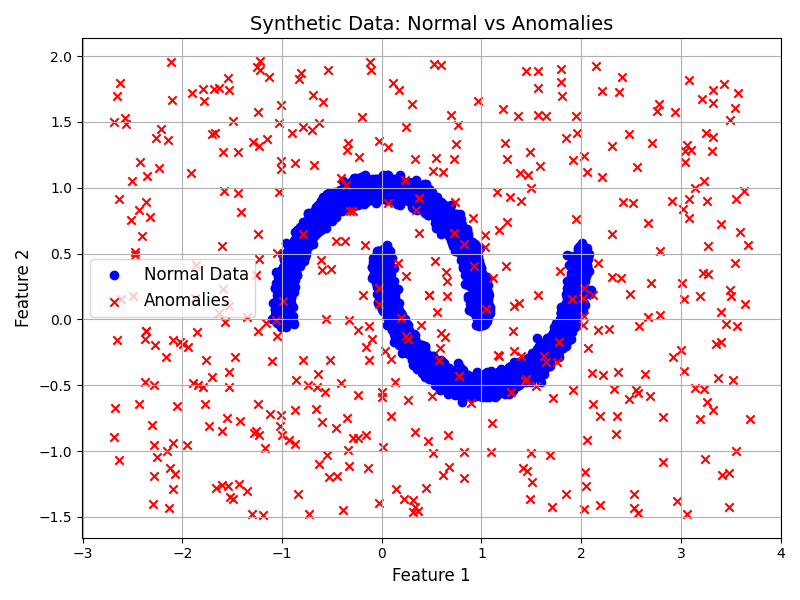 Synthetic Data: Normal vs Anomalies
2.0
1.5
1.0
0.5
0.0
−0.5
−1.0
−1.5
Feature 2
Normal Data
Anomalies
−3 −2 −1 0 1 2 3 4
Feature 1